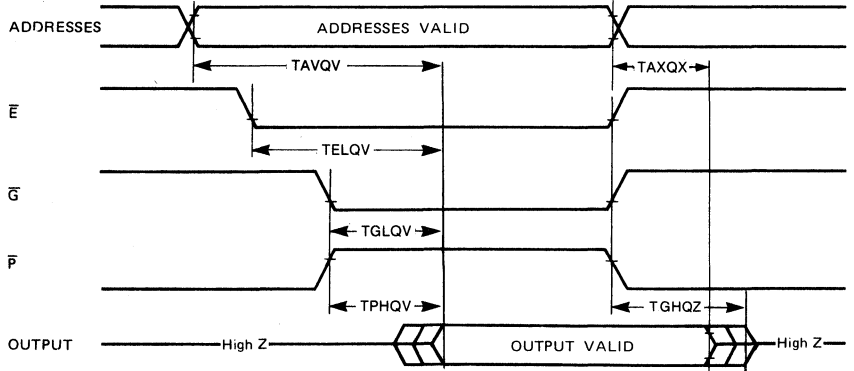 ADDRESSES
ADDRESSES VALID
TAVQV
TAXQX
E̅
TELQV
G̅
TGLQV
P̅
TPHQV
TGHQZ
OUTPUT
High Z
OUTPUT VALID
High Z